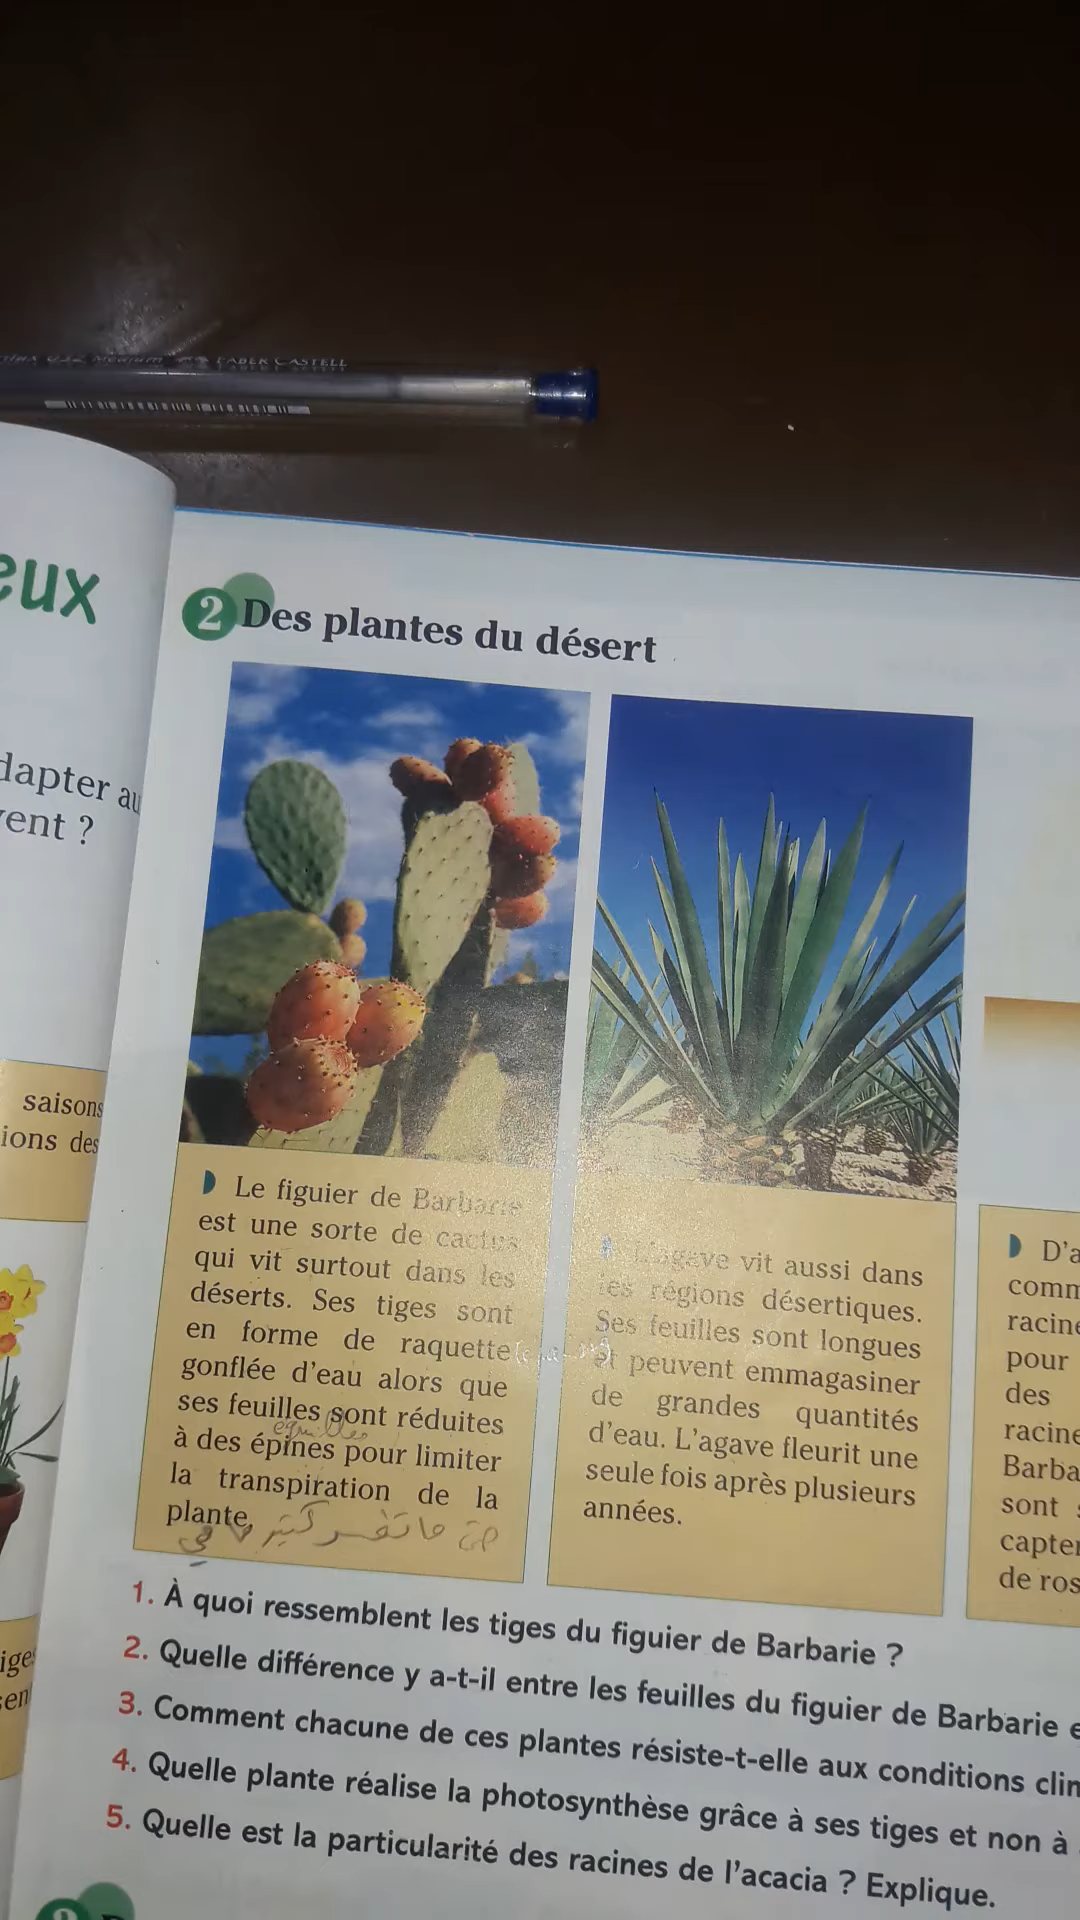 FABER CASTELL
eux
dapter au
vent ?
saisons
ions des
2 Des plantes du désert
Le figuier de Barbarie
est une sorte de cactus
qui vit surtout dans les
déserts. Ses tiges sont
en forme de raquette
gonflée d'eau alors que
ses feuilles sont réduites
à des épines pour limiter
la transpiration de la
plante.
L'agave vit aussi dans
les régions désertiques.
Ses feuilles sont longues
et peuvent emmagasiner
de grandes quantités
d'eau. L'agave fleurit une
seule fois après plusieurs
années.
D'a
comm
racine
pour
des
racine
Barba
sont
capter
de ros
1. À quoi ressemblent les tiges du figuier de Barbarie ?
2. Quelle différence y a-t-il entre les feuilles du figuier de Barbarie e
3. Comment chacune de ces plantes résiste-t-elle aux conditions clim
4. Quelle plante réalise la photosynthèse grâce à ses tiges et non à
5. Quelle est la particularité des racines de l'acacia ? Explique.